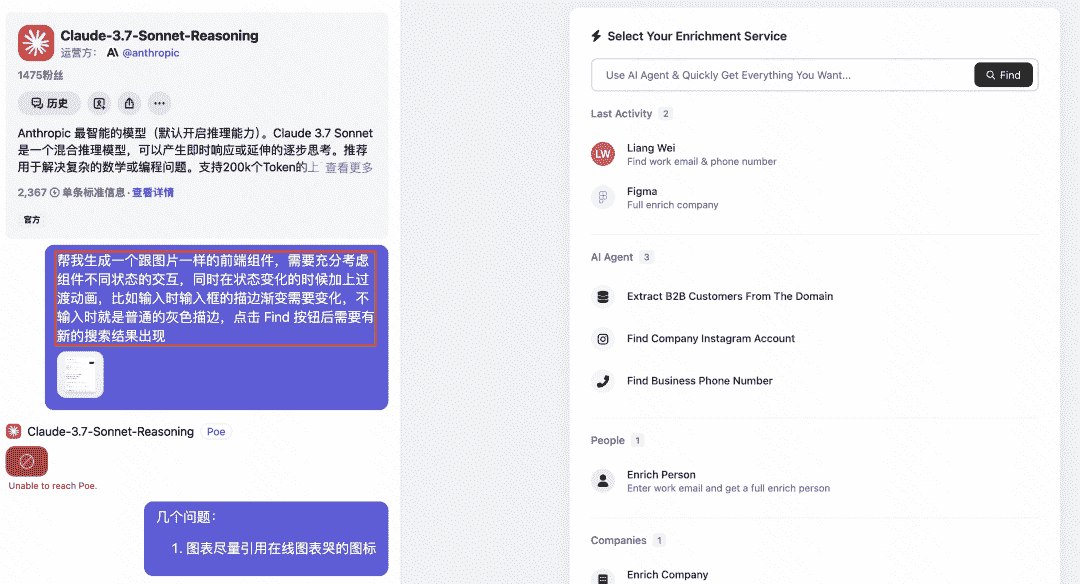 Claude-3.7-Sonnet-Reasoning
运营方： A\ @anthropic
1475粉丝
历史
Anthropic 最智能的模型（默认开启推理能力）。Claude 3.7 Sonnet
是一个混合推理模型，可以产生即时响应或延伸的逐步思考。推荐
用于解决复杂的数学或编程问题。支持200k个Token的上 查看更多
2,367 单条标准信息 · 查看详情
官方
帮我生成一个跟图片一样的前端组件，需要充分考虑
组件不同状态的交互，同时在状态变化的时候加上过
渡动画，比如输入时输入框的描边渐变需要变化，不
输入时就是普通的灰色描边，点击 Find 按钮后需要有
新的搜索结果出现
Claude-3.7-Sonnet-Reasoning Poe
Unable to reach Poe.
几个问题：
1. 图表尽量引用在线图表哭的图标
Select Your Enrichment Service
Use AI Agent & Quickly Get Everything You Want...
Find
Last Activity 2
LW
Liang Wei
Find work email & phone number
Figma
Full enrich company
AI Agent 3
Extract B2B Customers From The Domain
Find Company Instagram Account
Find Business Phone Number
People 1
Enrich Person
Enter work email and get a full enrich person
Companies 1
Enrich Company